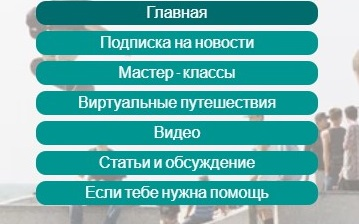 Главная
Подписка на новости
Мастер - классы
Виртуальные путешествия
Видео
Статьи и обсуждение
Если тебе нужна помощь